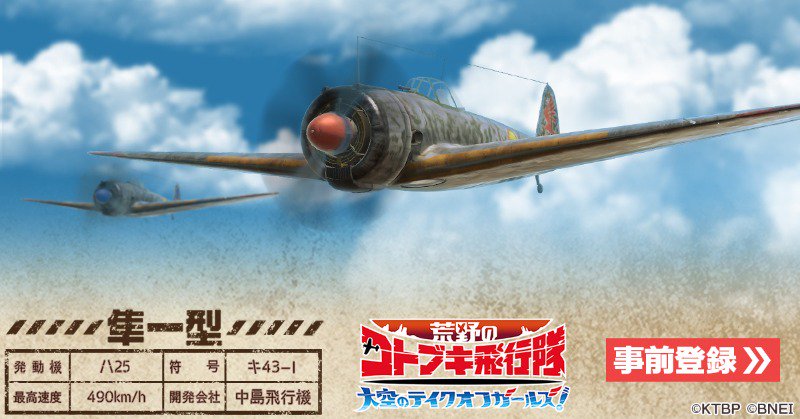 隼一型
発動機 ハ25 符号 キ43-I
最高速度 490km/h 開発会社 中島飛行機
荒野の
コトブキ飛行隊
大空のテイクオフガールズ!
事前登録
©KTBP ©BNEI